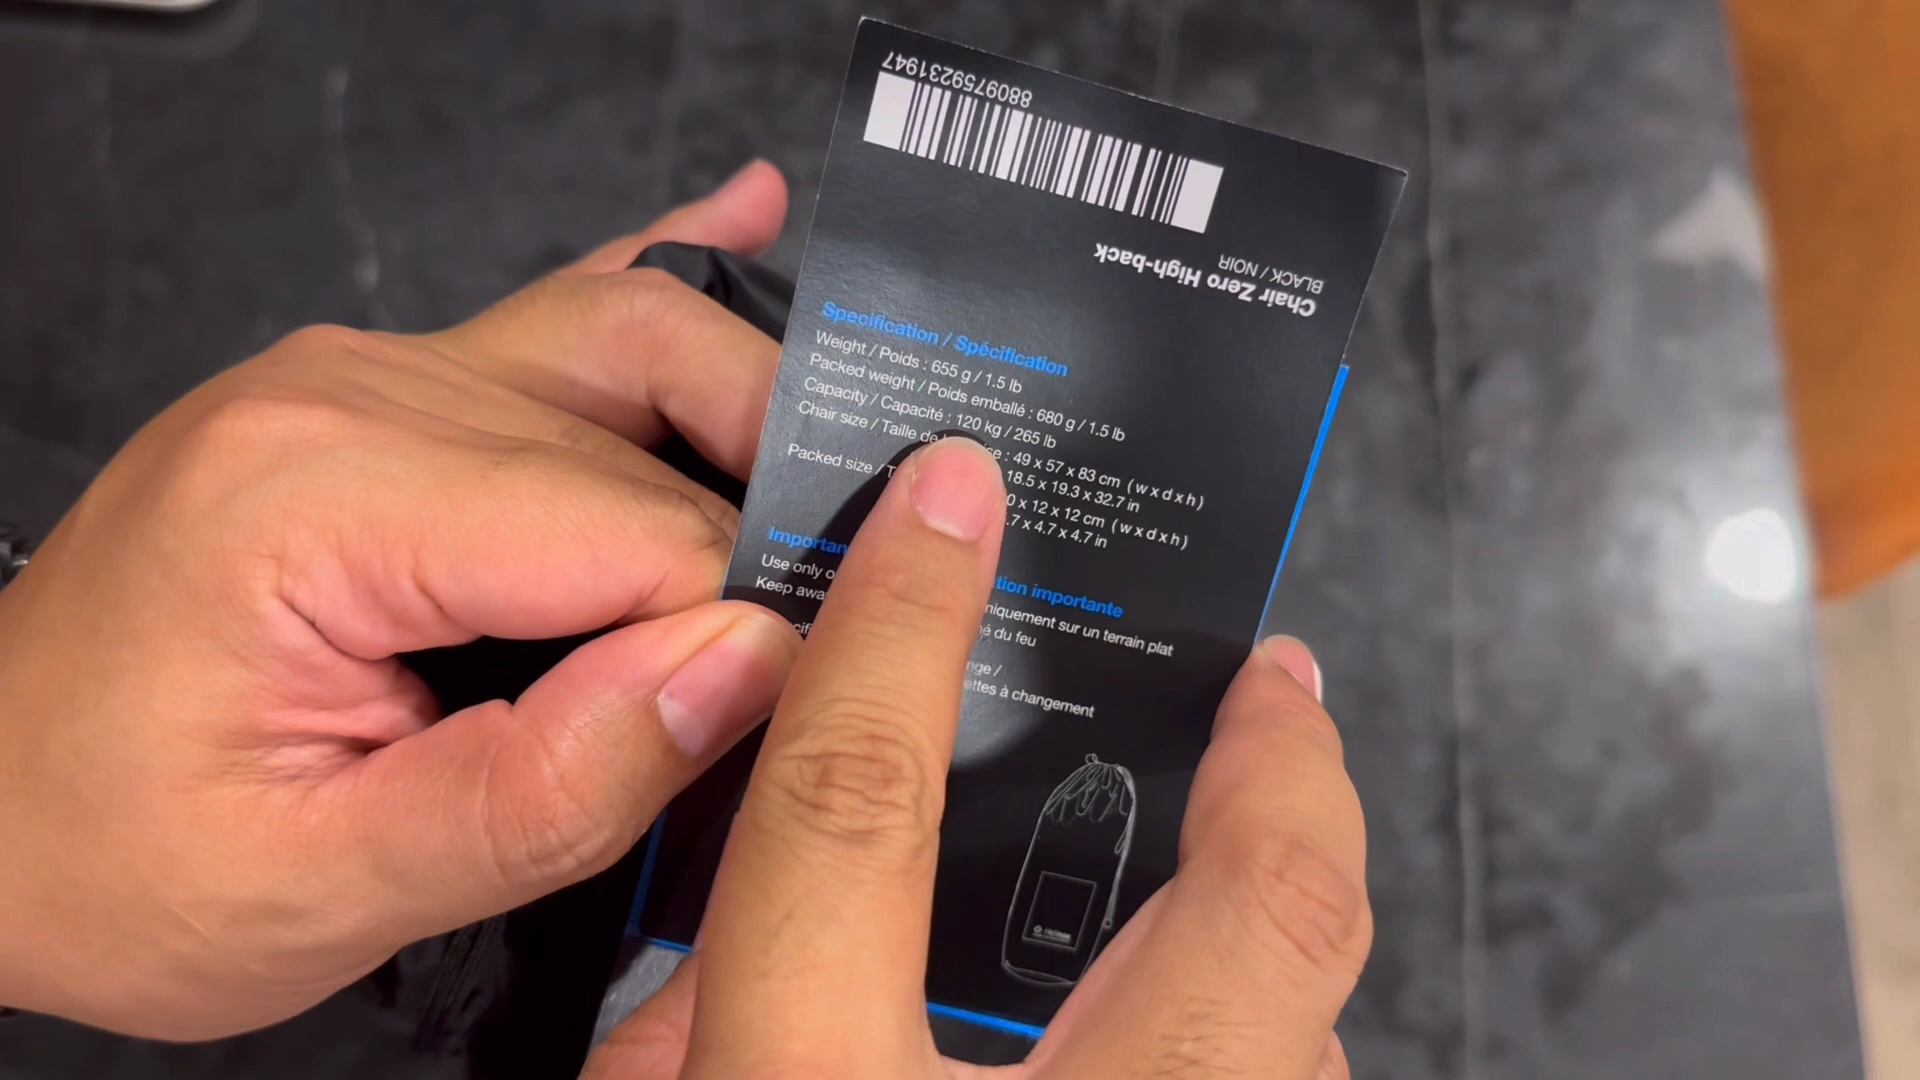 8809759231947
Chair Zero High-back
BLACK / NOIR
Specification / Spécification
Weight / Poids : 655 g / 1.5 lb
Packed weight / Poids emballé : 680 g / 1.5 lb
Capacity / Capacité : 120 kg / 265 lb
Chair size / Taille de : 49 x 57 x 83 cm ( w x d x h )
18.5 x 19.3 x 32.7 in
Packed size / x 12 x 12 cm ( w x d x h )
x 4.7 x 4.7 in
importante
Use only uniquement sur un terrain plat
Keep du feu
à changement
Helinox